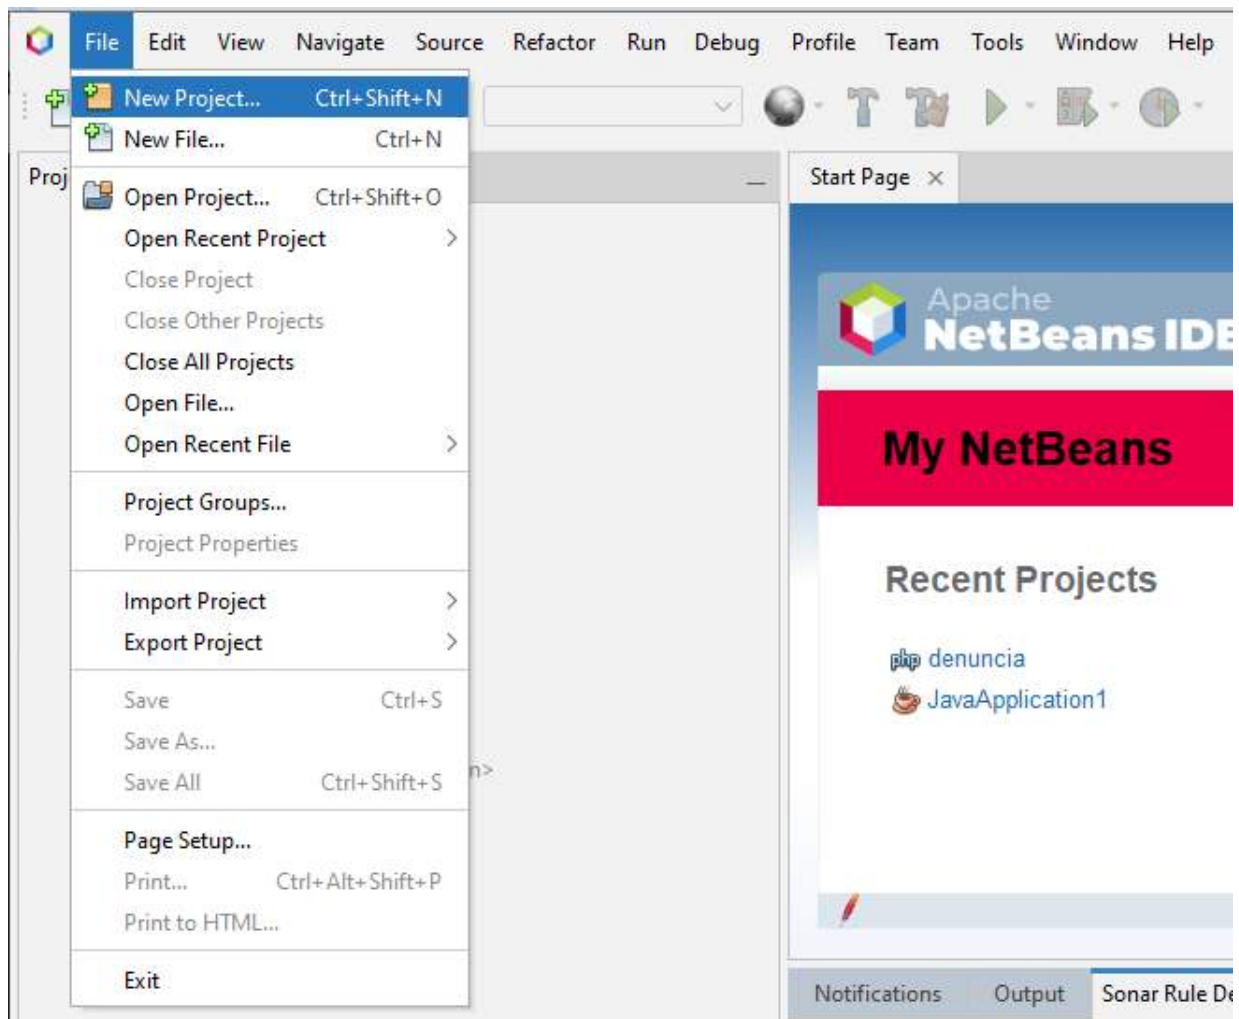 File Edit View Navigate Source Refactor Run Debug Profile Team Tools Window Help
New Project... Ctrl+Shift+N
New File... Ctrl+N
Proj
Open Project... Ctrl+Shift+O
Open Recent Project
Close Project
Close Other Projects
Close All Projects
Open File...
Open Recent File
Project Groups...
Project Properties
Import Project
Export Project
Save Ctrl+S
Save As...
Save All Ctrl+Shift+S
n>
Page Setup...
Print... Ctrl+Alt+Shift+P
Print to HTML...
Exit
Start Page
Apache
NetBeans IDE
My NetBeans
Recent Projects
php denuncia
JavaApplication1
Notifications Output Sonar Rule De